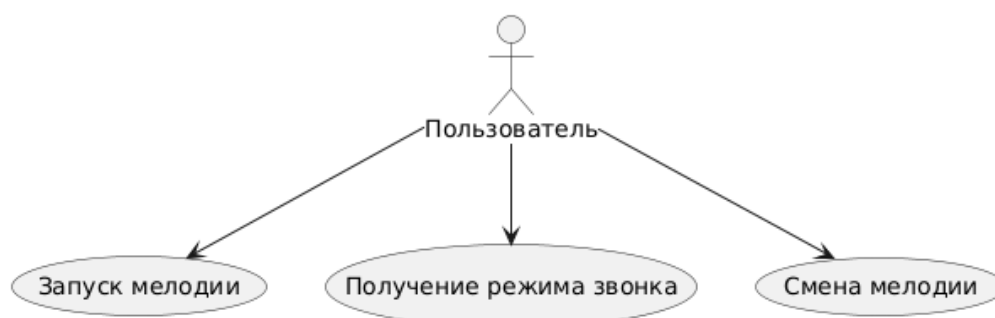 Пользователь
Запуск мелодии
Получение режима звонка
Смена мелодии